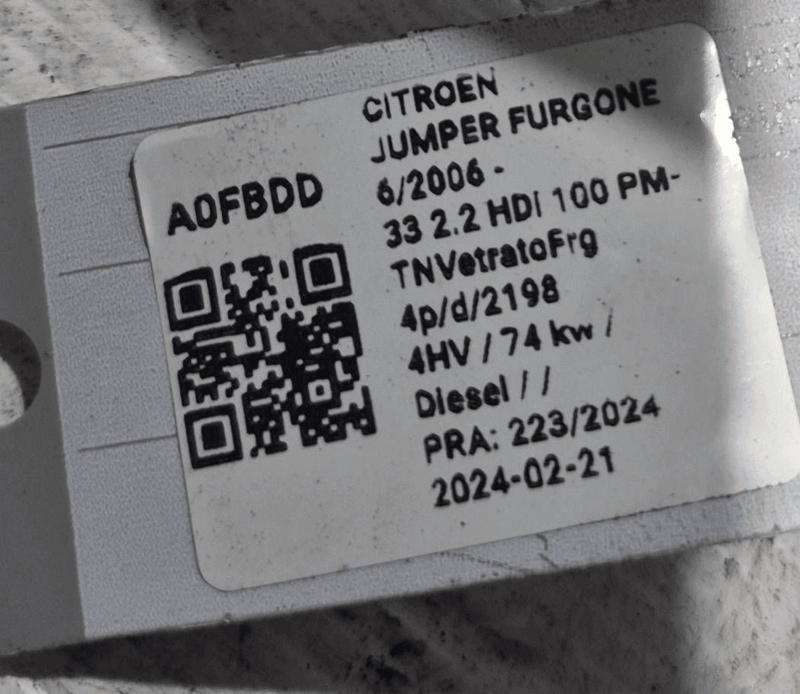 A0FBDD
CITROEN
JUMPER FURGONE
6/2006 -
33 2.2 HDi 100 PM-
TNVetratoFrg
4p/d/2198
4HV / 74 kw /
Diesel / /
PRA: 223/2024
2024-02-21